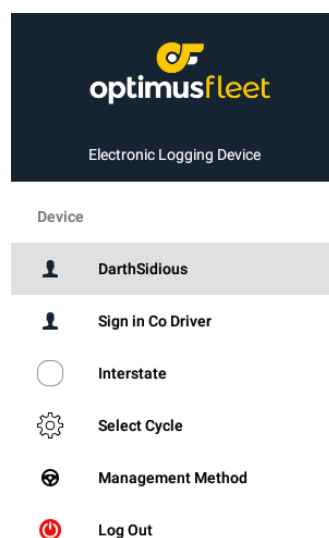 optimusfleet
Electronic Logging Device
Device
DarthSidious
Sign in Co Driver
Interstate
Select Cycle
Management Method
Log Out